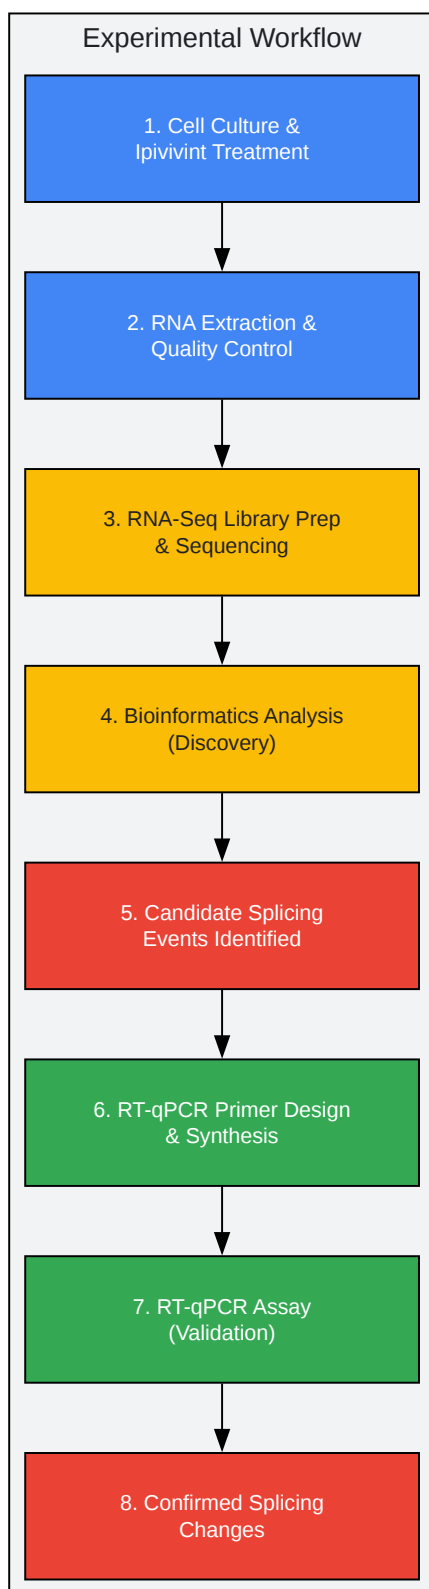 Experimental Workflow
1. Cell Culture &
Ipivivint Treatment
2. RNA Extraction &
Quality Control
3. RNA-Seq Library Prep
& Sequencing
4. Bioinformatics Analysis
(Discovery)
5. Candidate Splicing
Events Identified
6. RT-qPCR Primer Design
& Synthesis
7. RT-qPCR Assay
(Validation)
8. Confirmed Splicing
Changes